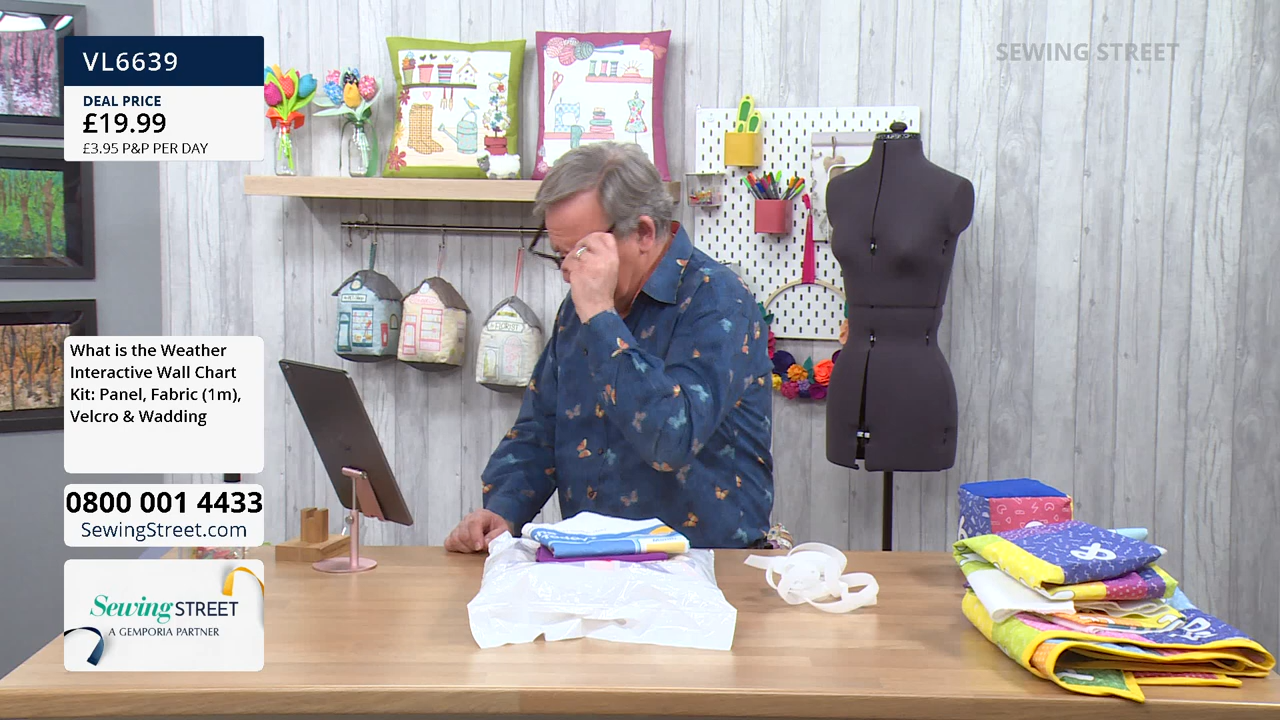 VL6639
DEAL PRICE
£19.99
£3.95 P&P PER DAY
SEWING STREET
What is the Weather
Interactive Wall Chart
Kit: Panel, Fabric (1m),
Velcro & Wadding
0800 001 4433
SewingStreet.com
Sewing STREET
A GEMPORIA PARTNER